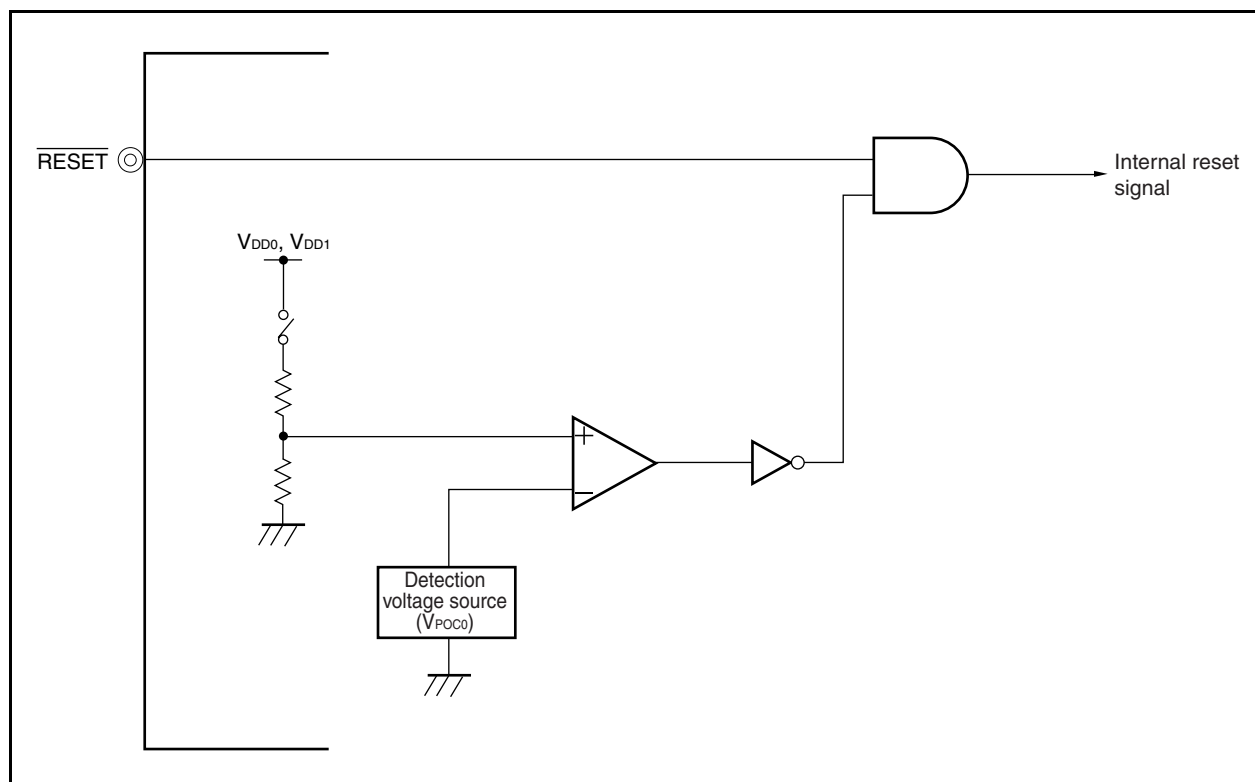 RESET
Internal reset
signal
VDD0, VDD1
+
−
Detection
voltage source
(VPOC0)